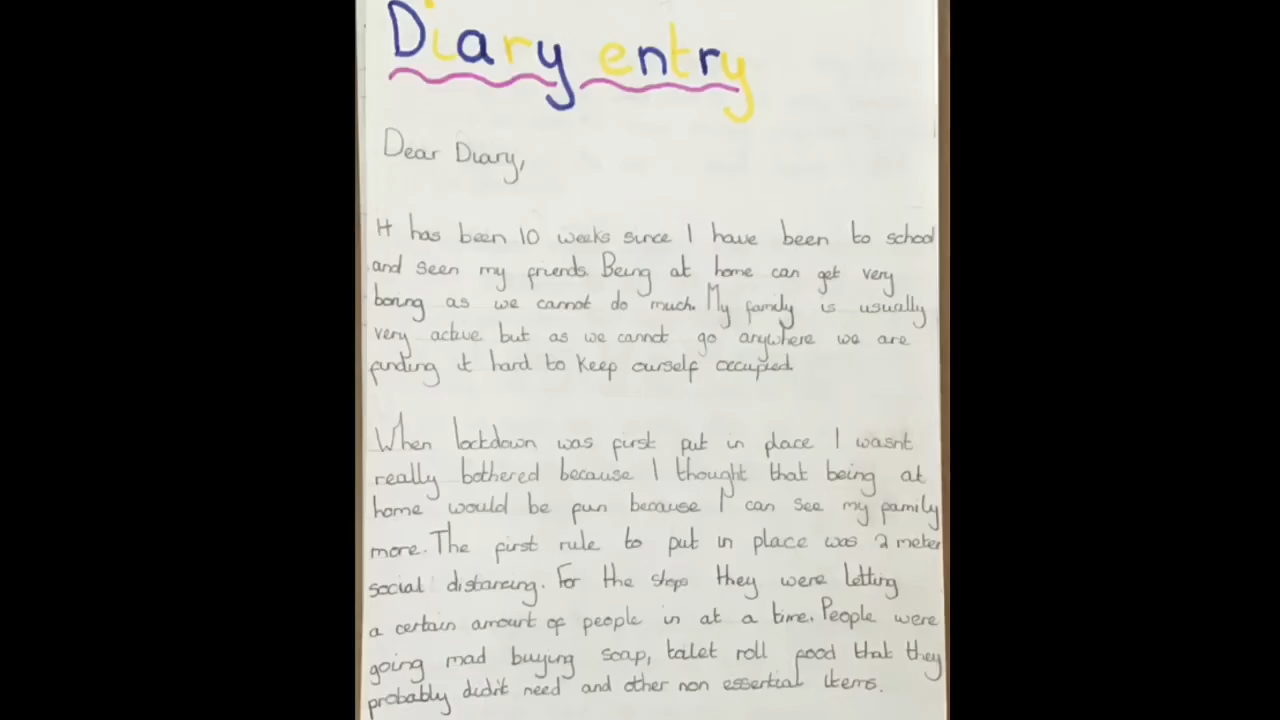 Diary entry
Dear Diary,
It has been 10 weeks since I have been to school
and seen my friends. Being at home can get very
boring as we cannot do much. My family is usually
very active but as we cannot go anywhere we are
finding it hard to keep ourself occupied.
When lockdown was first put in place I wasn't
really bothered because I thought that being at
home would be fun because I can see my family
more. The first rule to put in place was 2 meter
social distancing. For the shops they were letting
a certain amount of people in at a time. People were
going mad buying soap, toilet roll food that they
probably didn't need and other non essential items.